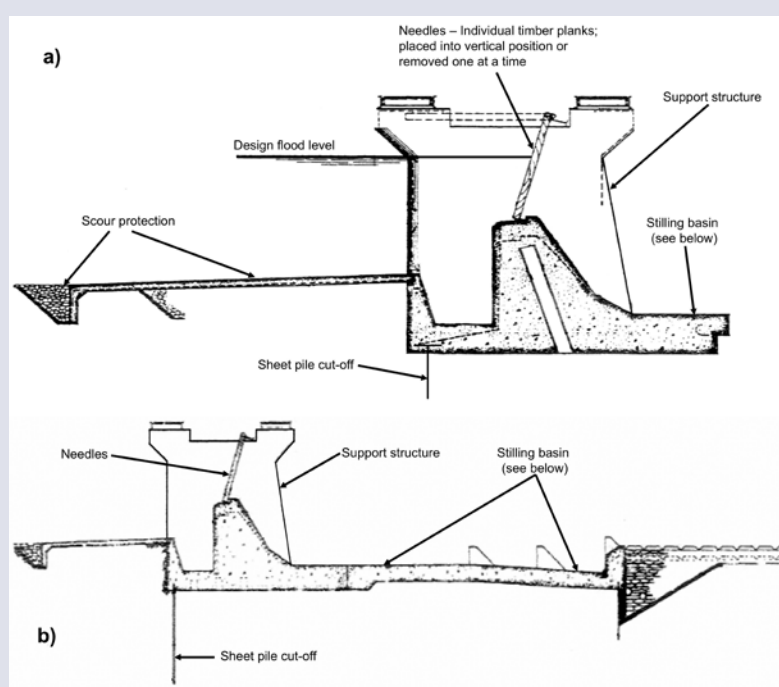 a)
Needles – Individual timber planks;
placed into vertical position or
removed one at a time
Support structure
Design flood level
Scour protection
Stilling basin
(see below)
Sheet pile cut-off
Needles
Support structure
Stilling basin
(see below)
b)
Sheet pile cut-off